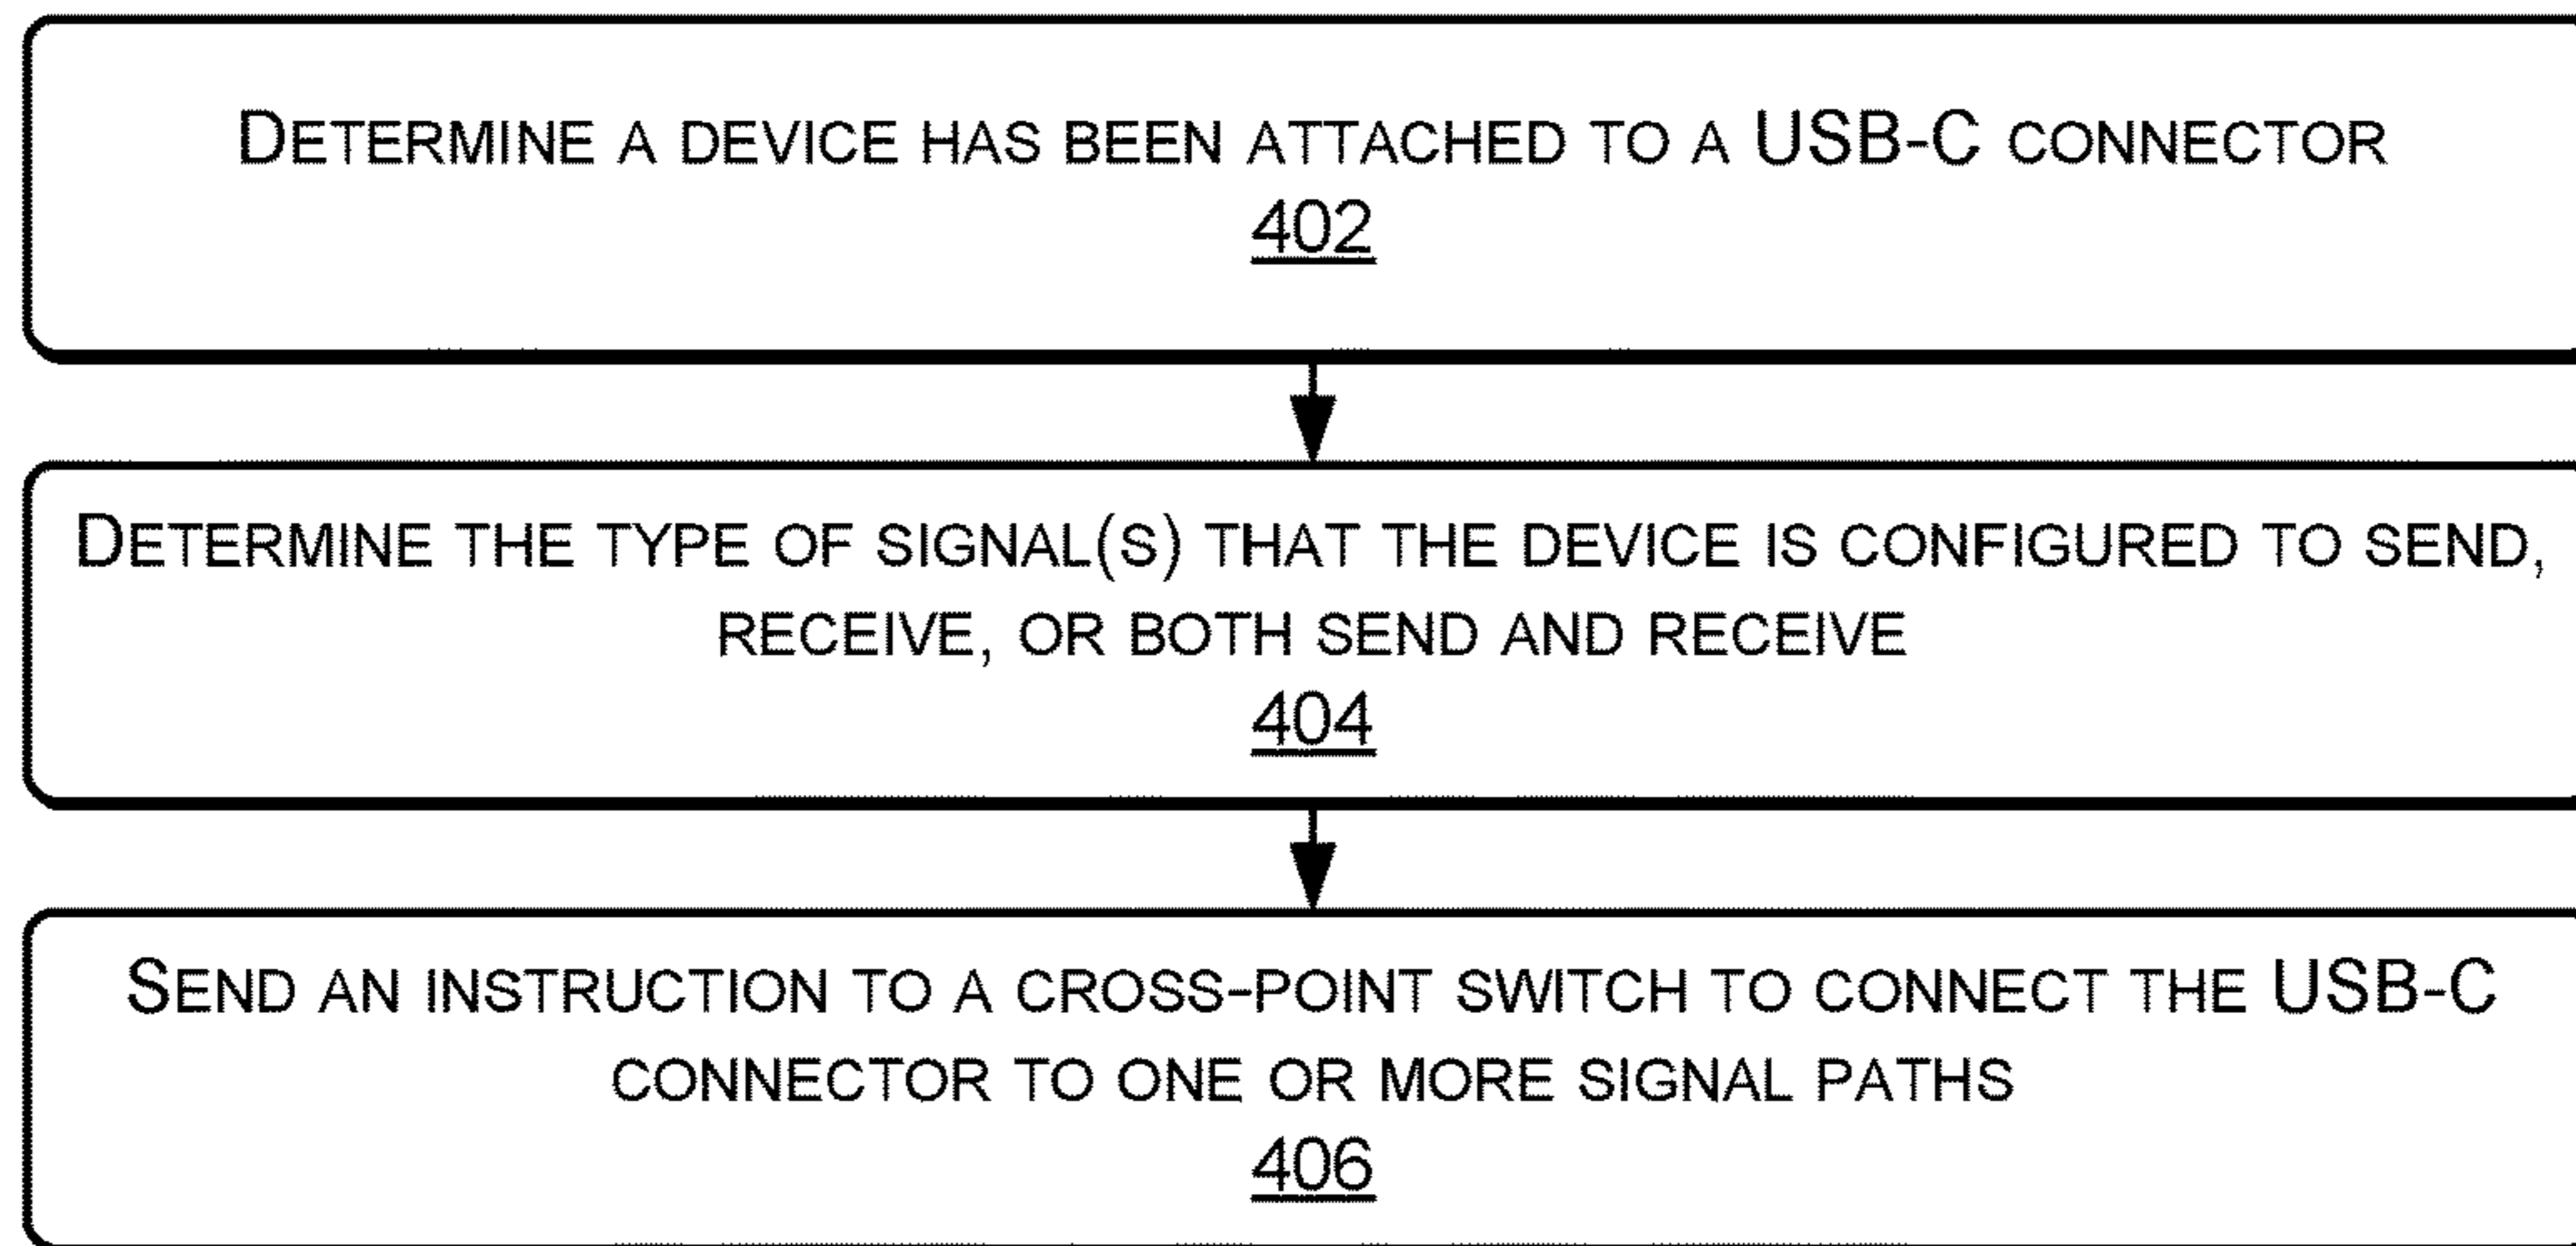 DETERMINE A DEVICE HAS BEEN ATTACHED TO A USB-C CONNECTOR
402
DETERMINE THE TYPE OF SIGNAL(S) THAT THE DEVICE IS CONFIGURED TO SEND,
RECEIVE, OR BOTH SEND AND RECEIVE
404
SEND AN INSTRUCTION TO A CROSS-POINT SWITCH TO CONNECT THE USB-C
CONNECTOR TO ONE OR MORE SIGNAL PATHS
406